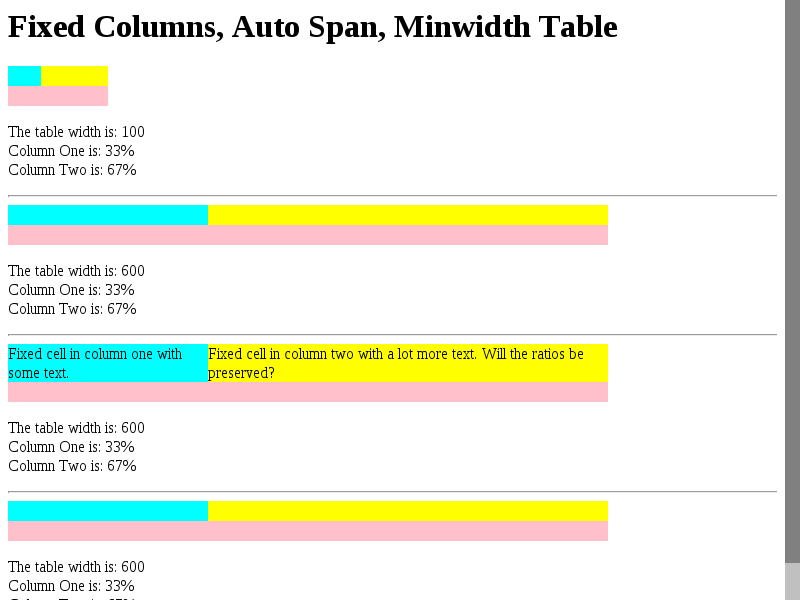 Fixed Columns, Auto Span, Minwidth Table
The table width is: 100
Column One is: 33%
Column Two is: 67%
The table width is: 600
Column One is: 33%
Column Two is: 67%
Fixed cell in column one with some text.
Fixed cell in column two with a lot more text. Will the ratios be preserved?
The table width is: 600
Column One is: 33%
Column Two is: 67%
The table width is: 600
Column One is: 33%